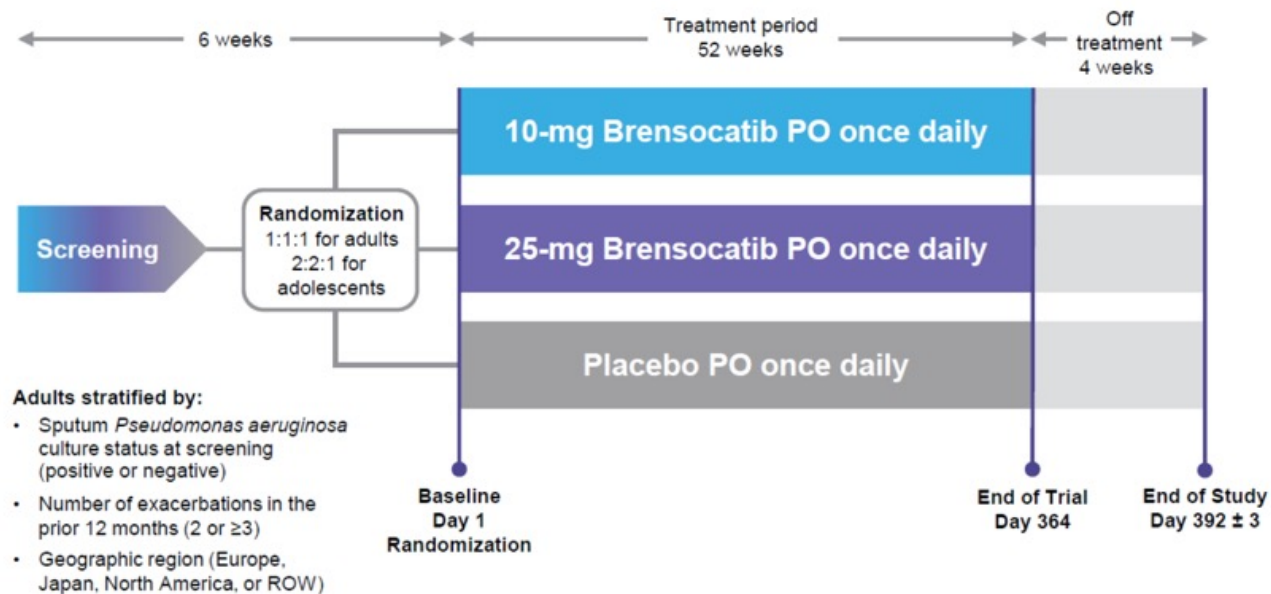 6 weeks
Treatment period
52 weeks
Off
treatment
4 weeks
10-mg Brensocatib PO once daily
Screening
Randomization
1:1:1 for adults
2:2:1 for
adolescents
25-mg Brensocatib PO once daily
Placebo PO once daily
Adults stratified by:
• Sputum Pseudomonas aeruginosa
culture status at screening
(positive or negative)
• Number of exacerbations in the
prior 12 months (2 or ≥3)
• Geographic region (Europe,
Japan, North America, or ROW)
Baseline
Day 1
Randomization
End of Trial
Day 364
End of Study
Day 392 ± 3